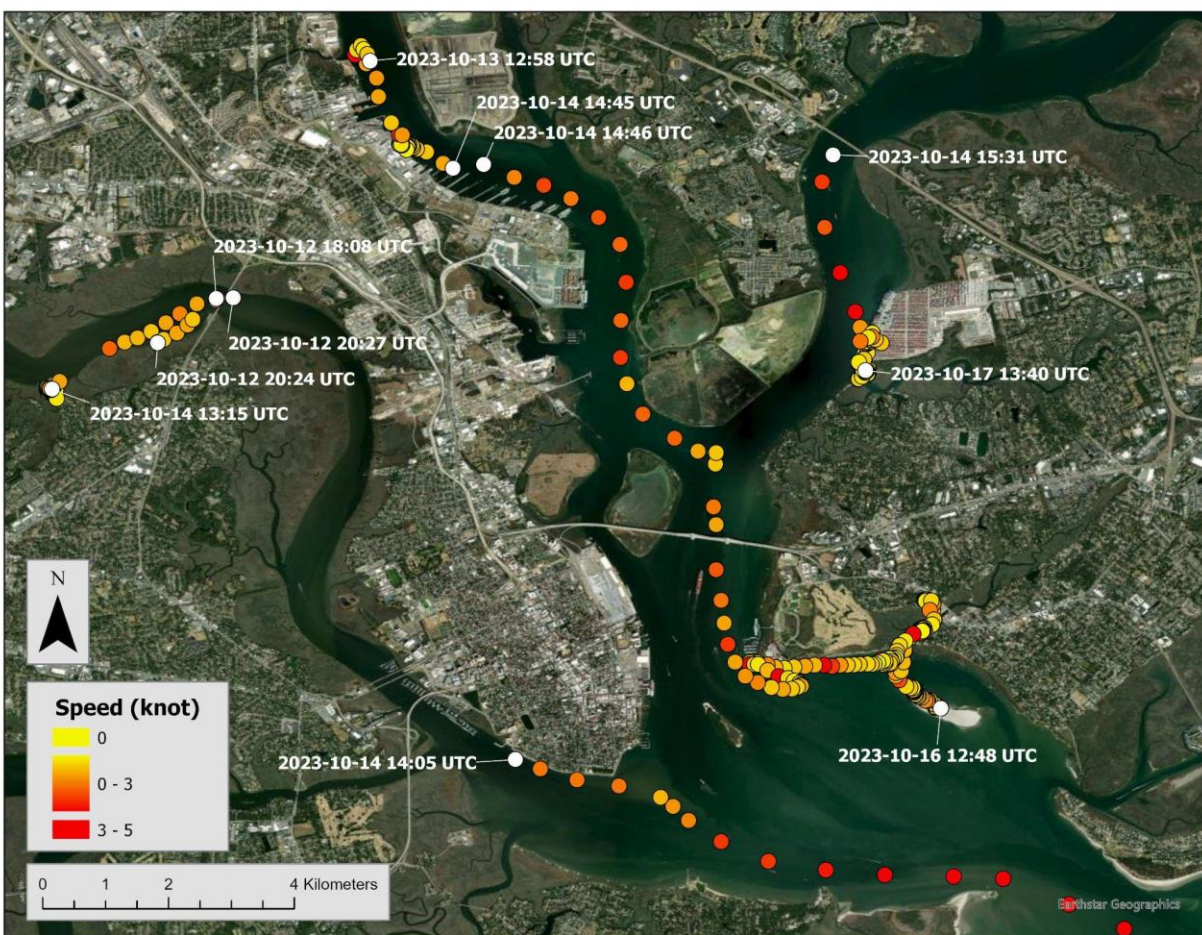 2023-10-13 12:58 UTC
2023-10-14 14:45 UTC
2023-10-14 14:46 UTC
2023-10-14 15:31 UTC
2023-10-12 18:08 UTC
2023-10-12 20:27 UTC
2023-10-12 20:24 UTC
2023-10-17 13:40 UTC
2023-10-14 13:15 UTC
N
Speed (knot)
0
0 - 3
3 - 5
2023-10-16 12:48 UTC
2023-10-14 14:05 UTC
0 1 2 4 Kilometers
Earthstar Geographics